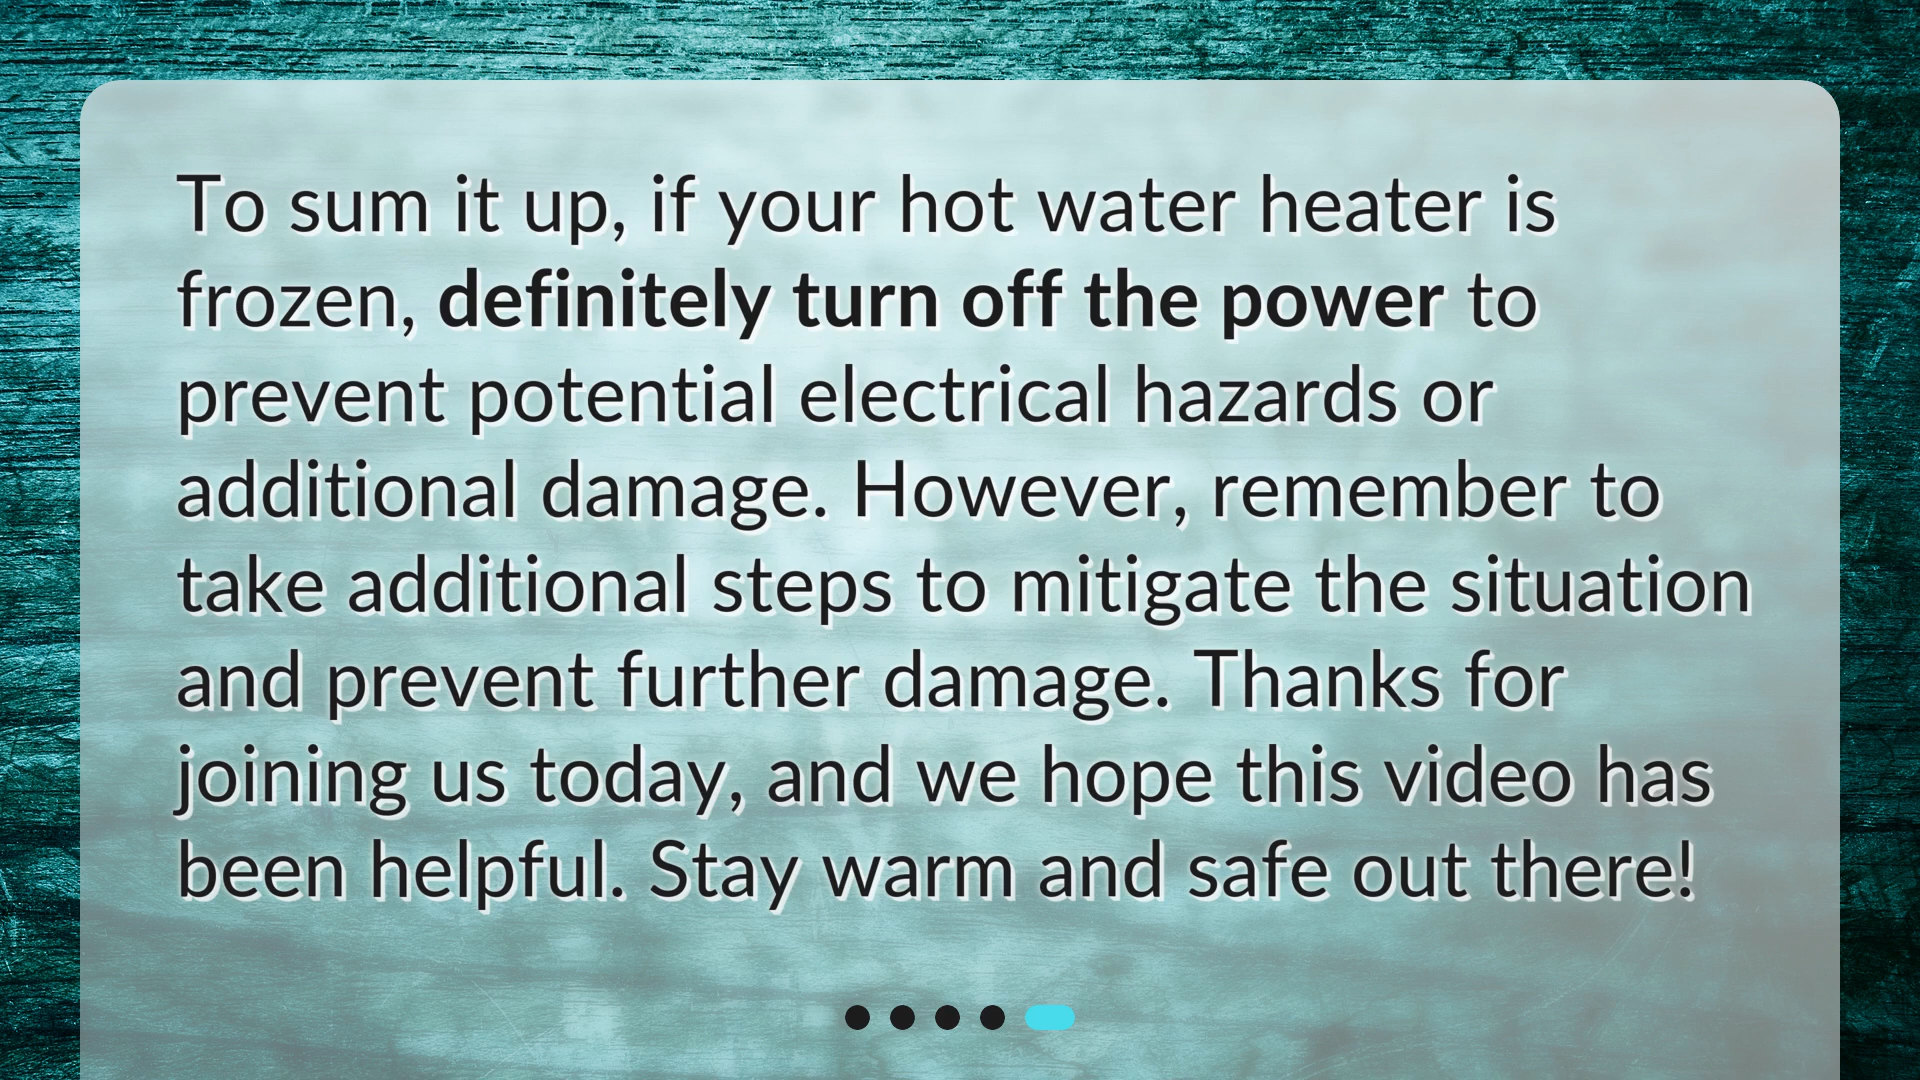 To sum it up, if your hot water heater is
frozen, definitely turn off the power to
prevent potential electrical hazards or
additional damage. However, remember to
take additional steps to mitigate the situation
and prevent further damage. Thanks for
joining us today, and we hope this video has
been helpful. Stay warm and safe out there!